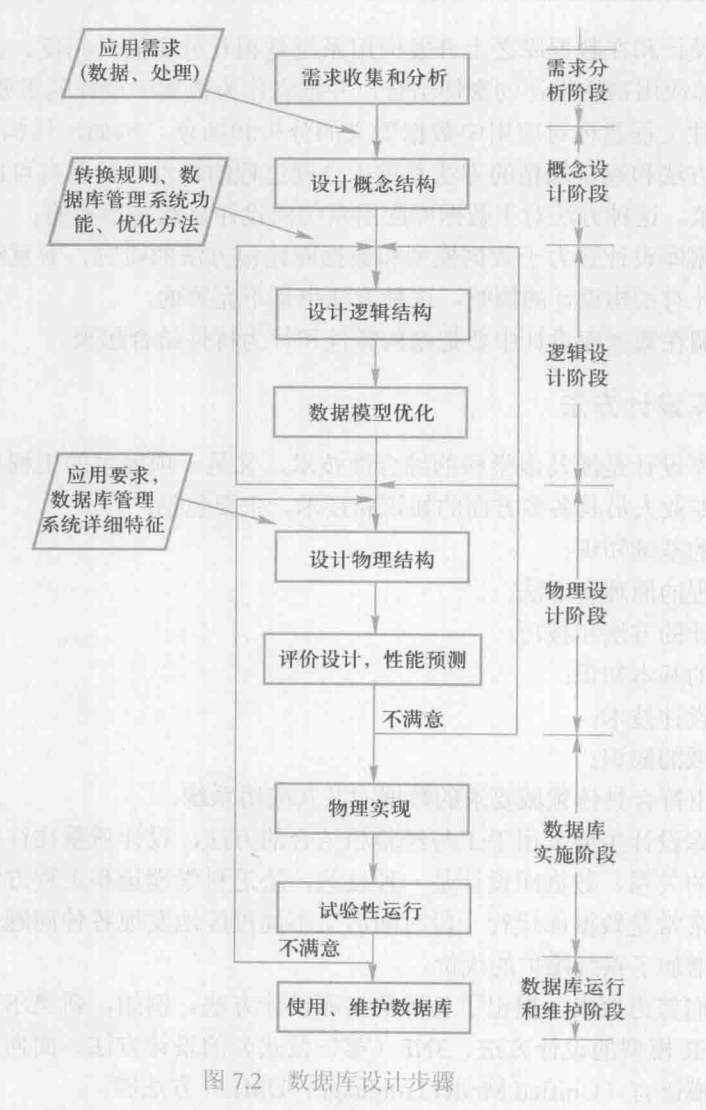 应用需求
(数据、处理)
需求收集和分析
需求分
析阶段
转换规则、数
据库管理系统功
能、优化方法
设计概念结构
概念设
计阶段
设计逻辑结构
数据模型优化
逻辑设
计阶段
应用要求，
数据库管理
系统详细特征
设计物理结构
评价设计，性能预测
不满意
物理设
计阶段
物理实现
试验性运行
不满意
数据库
实施阶段
使用、维护数据库
数据库运行
和维护阶段
图 7.2 数据库设计步骤